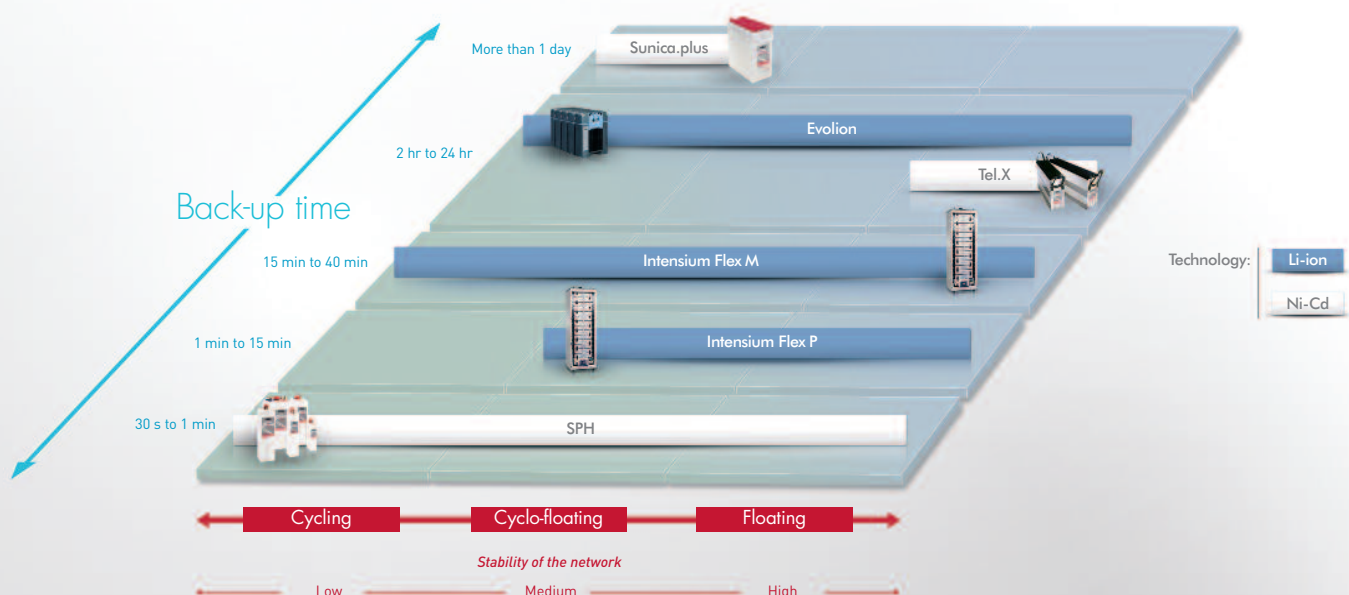 More than 1 day
Sunica.plus
Evolion
2 hr to 24 hr
Tel.X
Back-up time
15 min to 40 min
Intensium Flex M
Technology:
Li-ion
Ni-Cd
1 min to 15 min
Intensium Flex P
30 s to 1 min
SPH
Cycling
Cyclo-floating
Floating
Stability of the network
Low
Medium
High